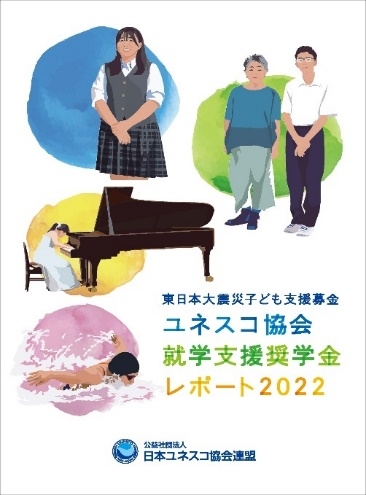 東日本大震災子ども支援募金
ユネスコ協会
就学支援奨学金
レポート2022
公益社団法人
日本ユネスコ協会連盟